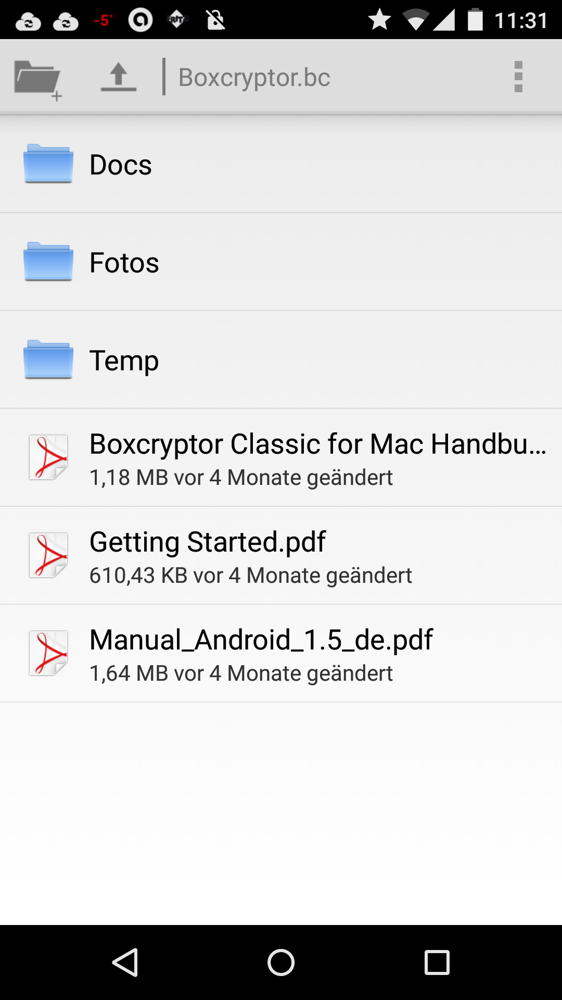 -5°
11:31
Boxcryptor.bc
Docs
Fotos
Temp
Boxcryptor Classic for Mac Handbu...
1,18 MB vor 4 Monate geändert
Getting Started.pdf
610,43 KB vor 4 Monate geändert
Manual_Android_1.5_de.pdf
1,64 MB vor 4 Monate geändert